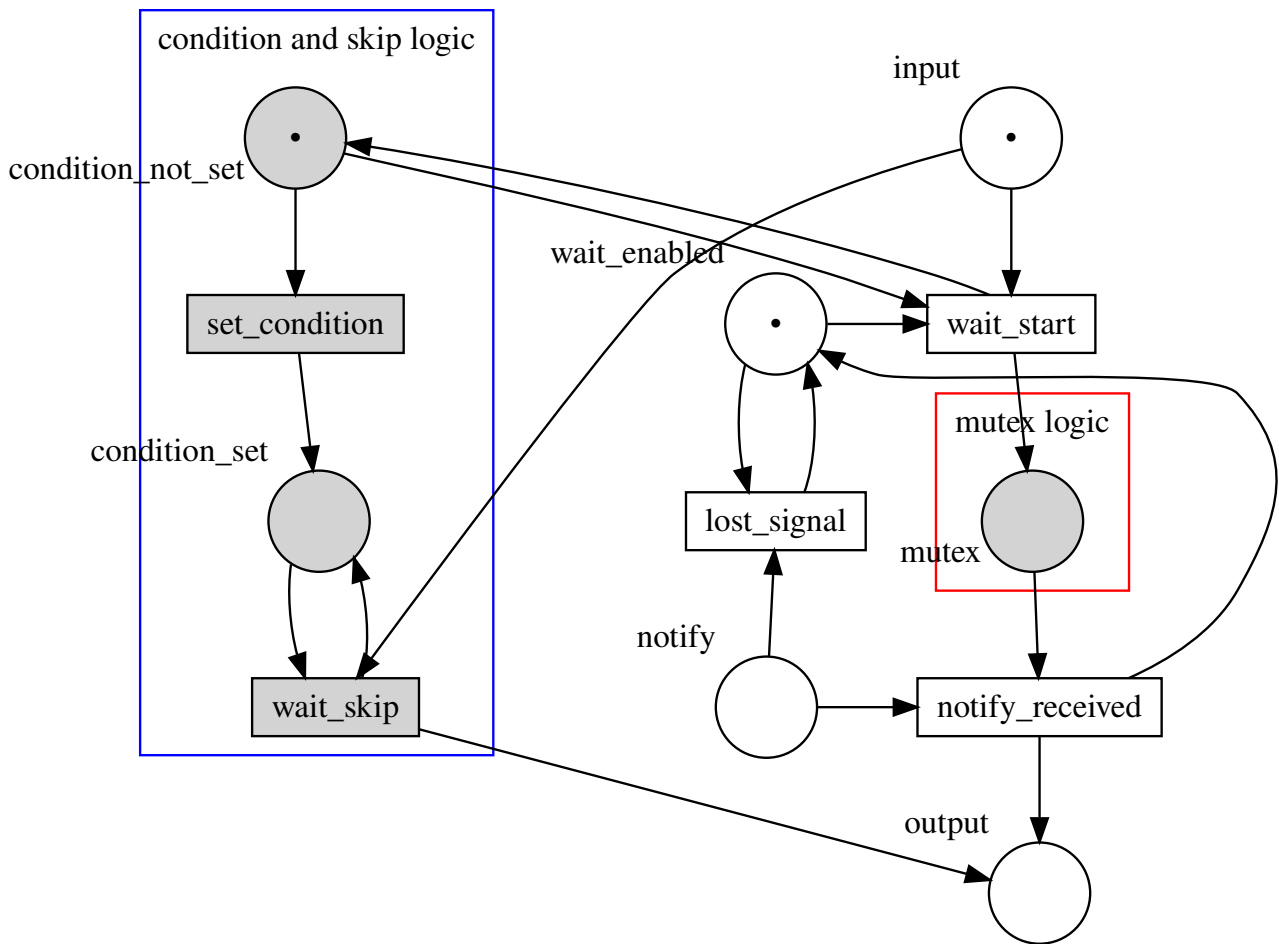 condition and skip logic
input
condition_not_set
wait_enabled
set_condition
wait_start
mutex logic
condition_set
lost_signal
mutex
notify
wait_skip
notify_received
output